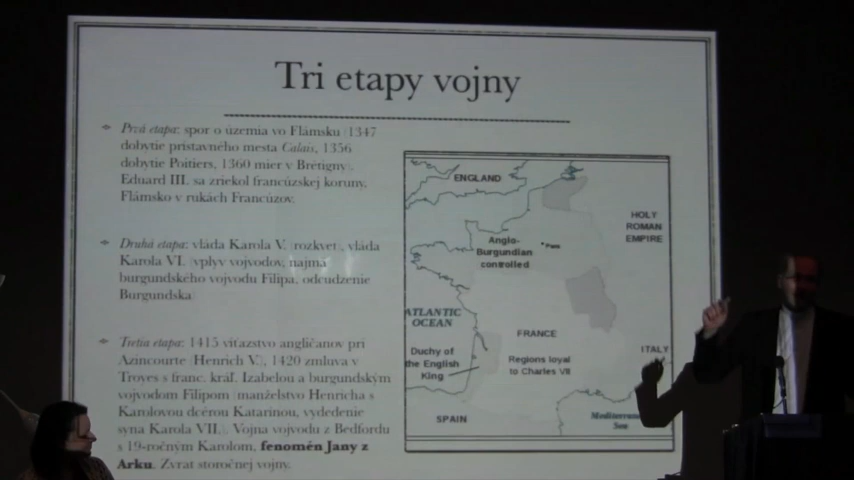 Tri etapy vojny
Prvá etapa: spor o územia vo Flámsku (1347
dobytie prístavného mesta Calais, 1356
dobytie Poitiers, 1360 mier v Bretigny).
Eduard III. sa zriekol francúzskej koruny,
Flámsko v rukách Francúzov.
Druhá etapa: vláda Karola V. (rozkvet), vláda
Karola VI. (vplyv vojvodov, najmä
burgundského vojvodu Filipa, odcudzenie
Burgundska)
Tretia etapa: 1415 víťazstvo angličanov pri
Azincourte (Henrich V.), 1420 zmluva v
Troyes s franc. kráľ. Izabelou a burgundským
vojvodom Filipom (manželstvo Henricha s
Karolovou dcérou Katarínou, vydedenie
syna Karola VII.). Vojna vojvodu z Bedfordu
s 19-ročným Karolom, fenomén Jany z
Arku. Zvrat storočnej vojny.
ENGLAND
HOLY
ROMAN
EMPIRE
Anglo-
Burgundian
controlled
Paris
ATLANTIC
OCEAN
FRANCE
ITALY
Duchy of
the English
King
Regions loyal
to Charles VII
SPAIN
Mediterranean
Sea